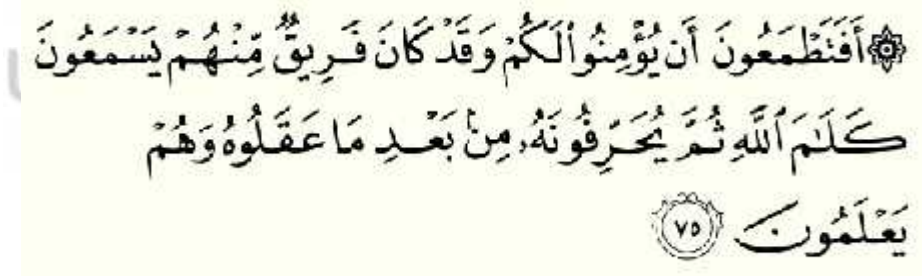 ۞ أَفَتَطْمَعُونَ أَن يُؤْمِنُوا۟ لَكُمْ وَقَدْ كَانَ فَرِيقٌ مِّنْهُمْ يَسْمَعُونَ
كَلَـٰمَ ٱللَّهِ ثُمَّ يُحَرِّفُونَهُۥ مِنۢ بَعْدِ مَا عَقَلُوهُ وَهُمْ
يَعْلَمُونَ ٧٥